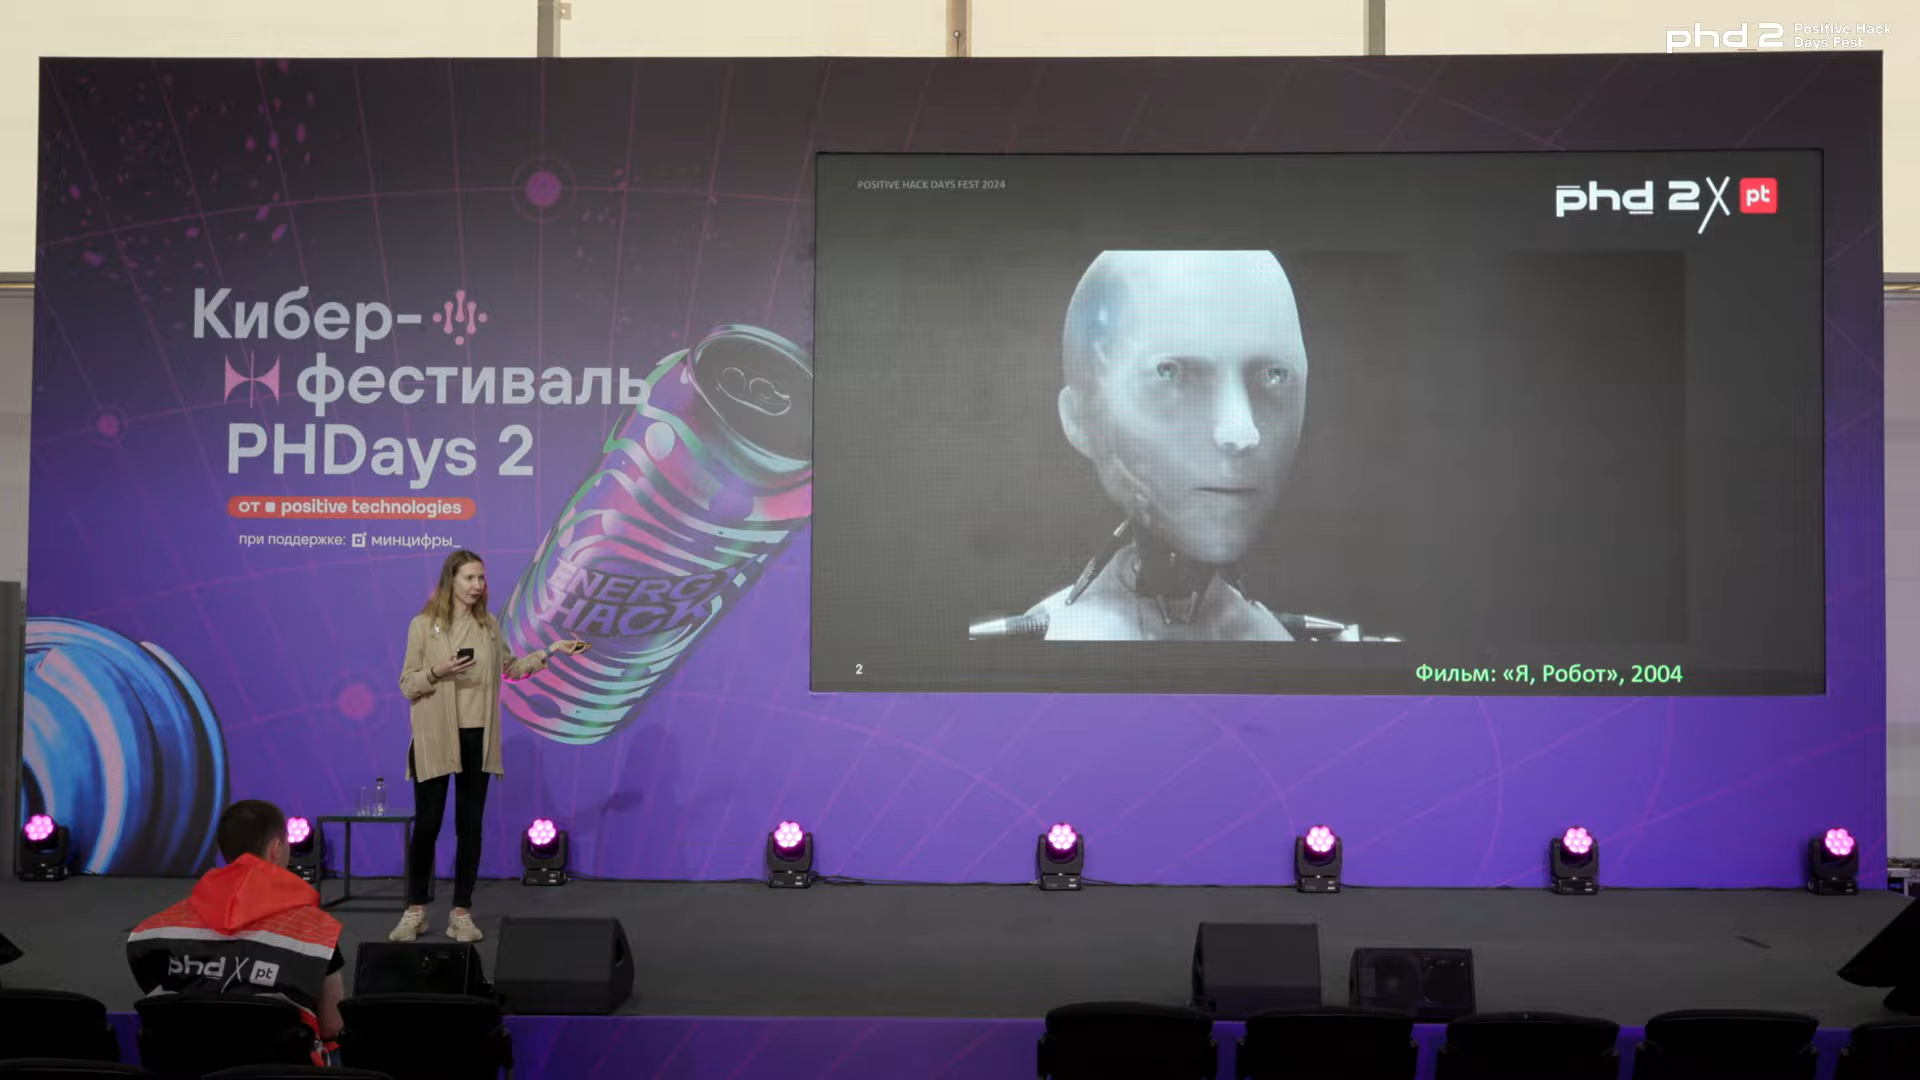 phd 2 Positive Hack
Days Fest
POSITIVE HACK DAYS FEST 2024
phd 2 X pt
Кибер-
фестиваль
PHDays 2
от positive technologies
при поддержке: минцифры_
ENERGY
HACK
2
Фильм: «Я, Робот», 2004
phd X pt